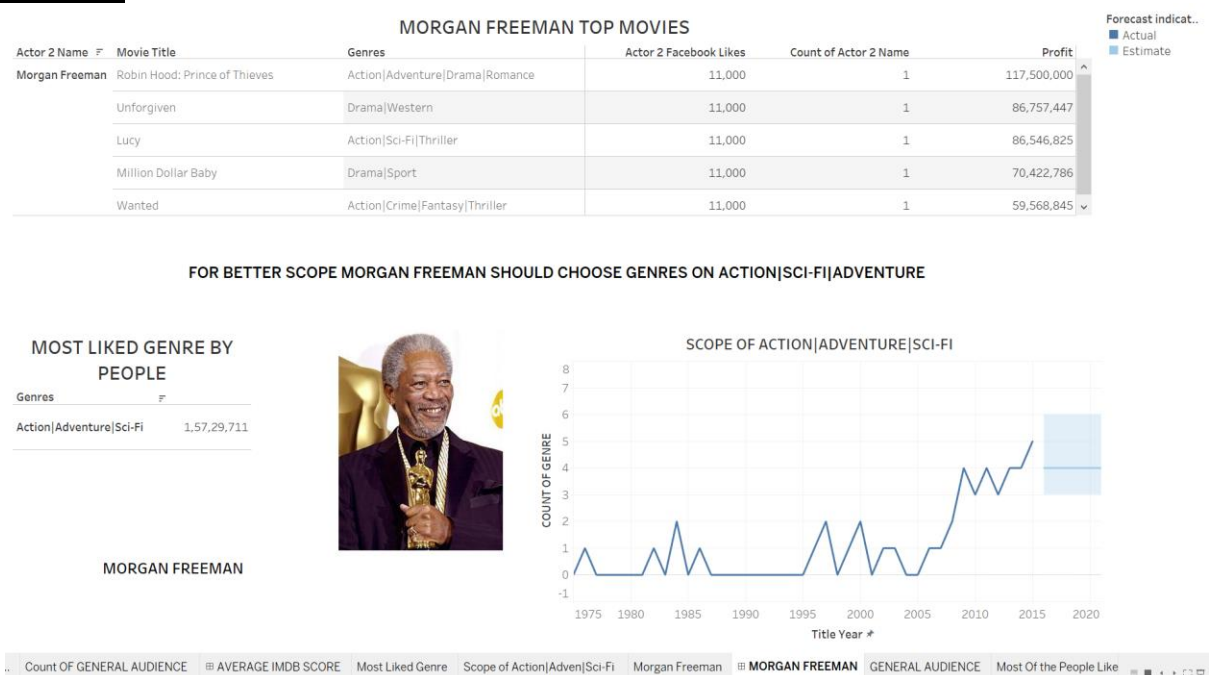 MORGAN FREEMAN TOP MOVIES
Forecast indicat..
Actual
Estimate
Actor 2 Name Movie Title Genres Actor 2 Facebook Likes Count of Actor 2 Name Profit
Morgan Freeman Robin Hood: Prince of Thieves Action|Adventure|Drama|Romance 11,000 1 117,500,000
Unforgiven Drama|Western 11,000 1 86,757,447
Lucy Action|Sci-Fi|Thriller 11,000 1 86,546,825
Million Dollar Baby Drama|Sport 11,000 1 70,422,786
Wanted Action|Crime|Fantasy|Thriller 11,000 1 59,568,845
FOR BETTER SCOPE MORGAN FREEMAN SHOULD CHOOSE GENRES ON ACTION|SCI-FI|ADVENTURE
MOST LIKED GENRE BY
PEOPLE
Genres
Action|Adventure|Sci-Fi 1,57,29,711
MORGAN FREEMAN
SCOPE OF ACTION|ADVENTURE|SCI-FI
COUNT OF GENRE
8
7
6
5
4
3
2
1
0
-1
1975 1980 1985 1990 1995 2000 2005 2010 2015 2020
Title Year
.. Count OF GENERAL AUDIENCE AVERAGE IMDB SCORE Most Liked Genre Scope of Action|Adven|Sci-Fi Morgan Freeman MORGAN FREEMAN GENERAL AUDIENCE Most Of the People Like